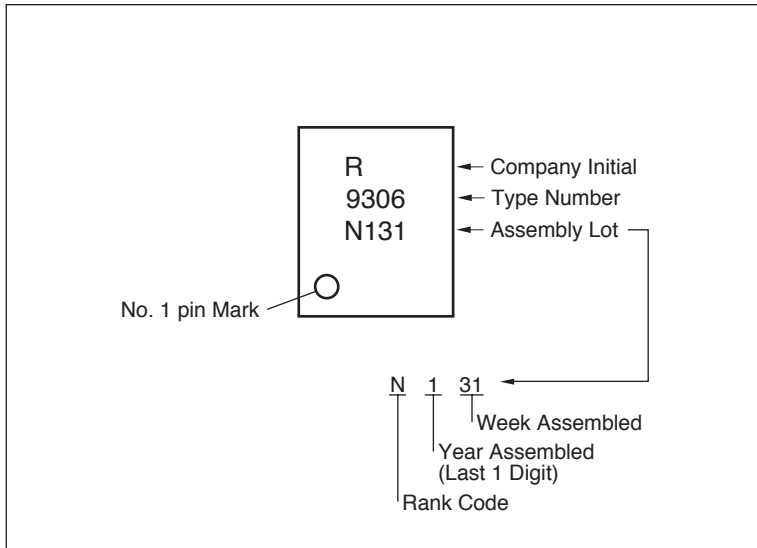 R
9306
N131
Company Initial
Type Number
Assembly Lot
No. 1 pin Mark
N 1 31
Week Assembled
Year Assembled
(Last 1 Digit)
Rank Code